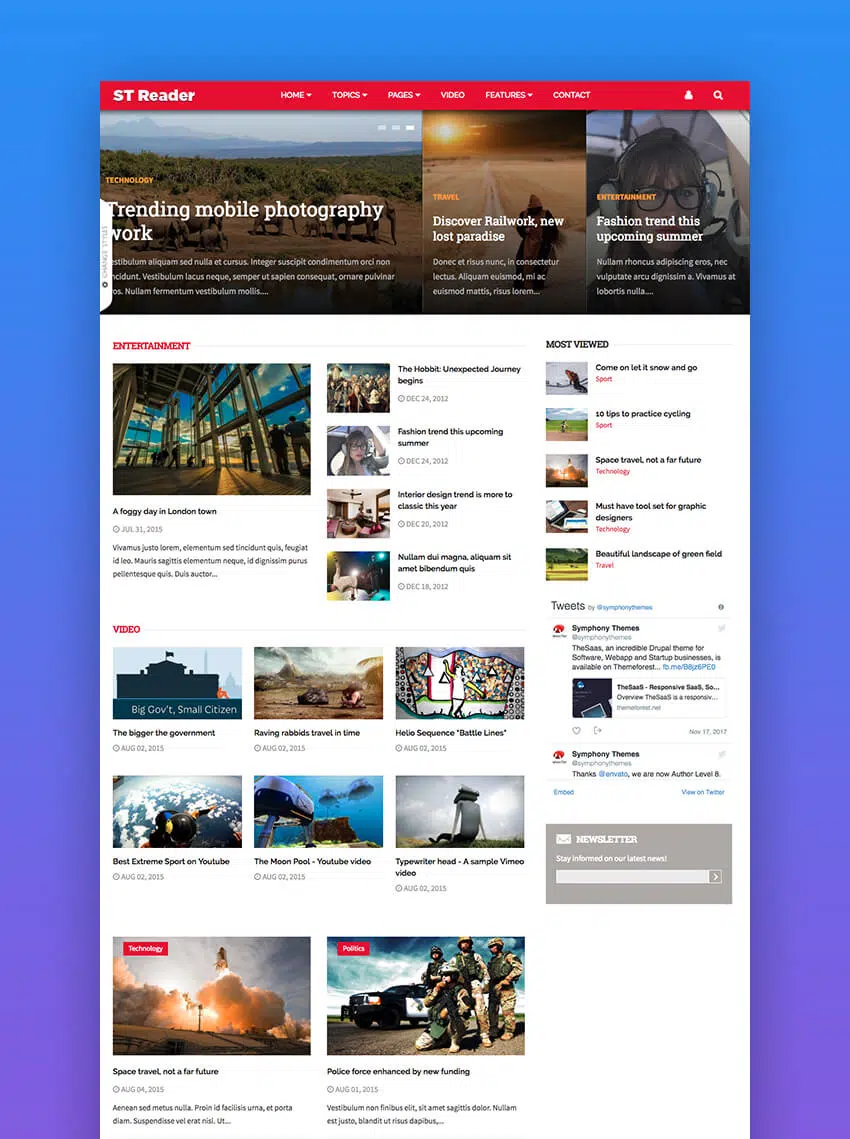 ST Reader
HOME
TOPICS
PAGES
VIDEO
FEATURES
CONTACT
TECHNOLOGY
Trending mobile photography
work
estibulum aliquam sed nulla et cursus. Integer suscipit condimentum orci non
ncidunt. Vestibulum lacus neque, semper ut sapien consequat, ornare pulvinar
os. Nullam fermentum vestibulum mollis....
CHANGE STYLES
TRAVEL
Discover Railwork, new
lost paradise
Donec et risus nunc, in consectetur
lectus. Aliquam euismod, mi ac
euismod mattis, risus lorem...
ENTERTAINMENT
Fashion trend this
upcoming summer
Nullam rhoncus adipiscing eros, nec
vulputate arcu dignissim a. Vivamus at
lobortis nulla....
ENTERTAINMENT
A foggy day in London town
JUL 31, 2015
Vivamus justo lorem, elementum sed tincidunt quis, feugiat
id leo. Mauris sagittis elementum neque, id dignissim purus
pellentesque quis. Duis auctor...
The Hobbit: Unexpected Journey
begins
DEC 24, 2012
Fashion trend this upcoming
summer
DEC 24, 2012
Interior design trend is more to
classic this year
DEC 20, 2012
Nullam dui magna, aliquam sit
amet bibendum quis
DEC 18, 2012
VIDEO
Big Gov't, Small Citizen
The bigger the government
AUG 02, 2015
Raving rabbids travel in time
AUG 02, 2015
Helio Sequence "Battle Lines"
AUG 02, 2015
Best Extreme Sport on Youtube
AUG 02, 2015
The Moon Pool - Youtube video
AUG 02, 2015
Typewriter head - A sample Vimeo
video
AUG 02, 2015
Technology
Space travel, not a far future
AUG 04, 2015
Aenean sed metus nulla. Proin id facilisis urna, et porta
diam. Suspendisse vel erat nisi. Ut...
Politics
Police force enhanced by new funding
AUG 01, 2015
Vestibulum non finibus elit, sit amet sagittis dolor. Nullam
est justo, blandit ut risus dapibus,...
MOST VIEWED
Come on let it snow and go
Sport
10 tips to practice cycling
Sport
Space travel, not a far future
Technology
Must have tool set for graphic
designers
Technology
Beautiful landscape of green field
Travel
Tweets by @symphonythemes
Symphony Themes
@symphonythemes
TheSaas, an incredible Drupal theme for
Software, Webapp and Startup businesses, is
available on Themeforest... fb.me/B8jz6PE0
TheSaaS - Responsive SaaS, So...
Overview TheSaaS is a responsiv...
themeforest.net
Nov 17, 2017
Symphony Themes
@symphonythemes
Thanks @envato, we are now Author Level 8.
Embed
View on Twitter
NEWSLETTER
Stay informed on our latest news!